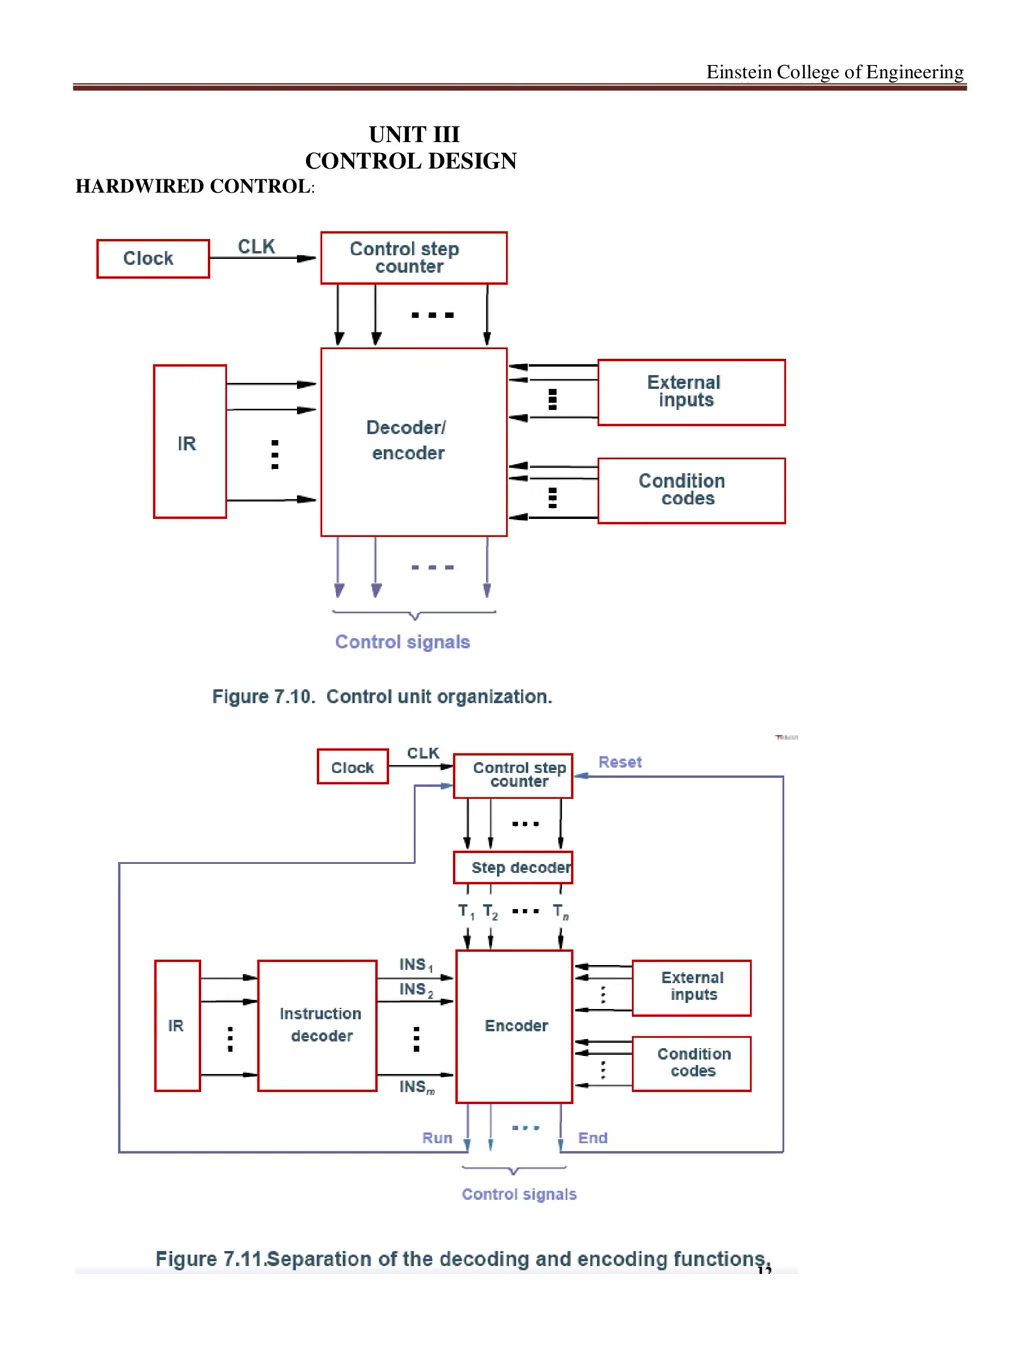 Einstein College of Engineering
UNIT III
CONTROL DESIGN
HARDWIRED CONTROL:
Clock
CLK
Control step
counter
IR
Decoder/
encoder
External
inputs
Condition
codes
Control signals
Figure 7.10. Control unit organization.
Clock
CLK
Control step
counter
Reset
Step decoder
T1 T2 Tn
IR
Instruction
decoder
INS1
INS2
INSm
Encoder
External
inputs
Condition
codes
Run
End
Control signals
Figure 7.11.Separation of the decoding and encoding functions.
12